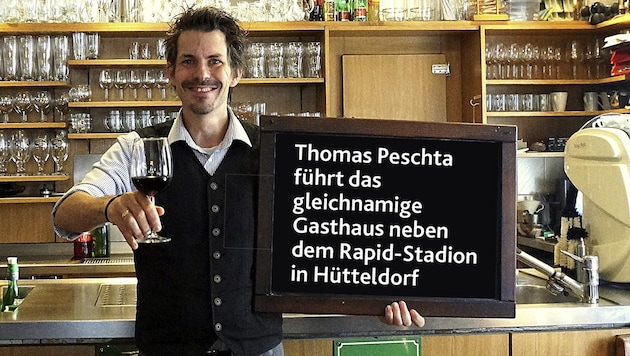 Thomas Peschta
führt das
gleichnamige
Gasthaus neben
dem Rapid-Stadion
in Hütteldorf